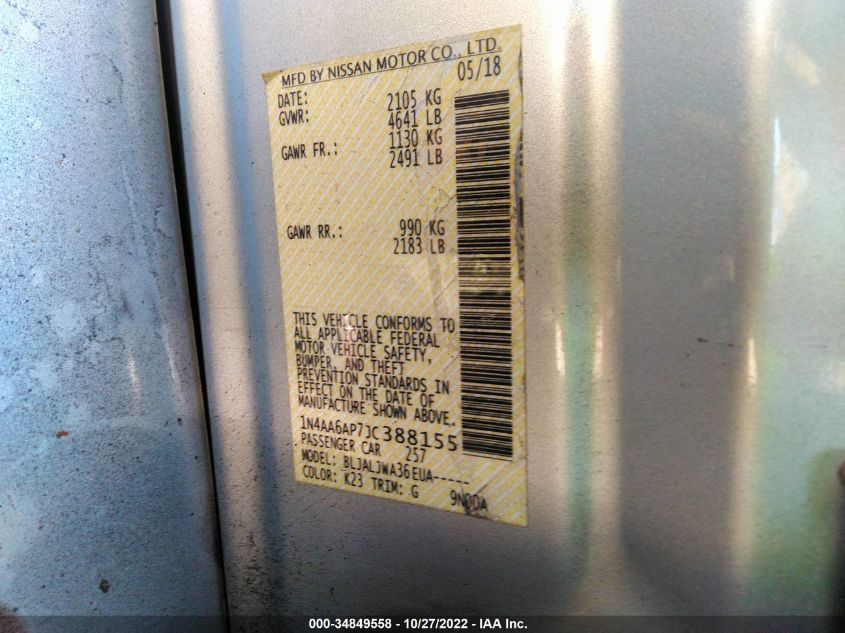 MFD BY NISSAN MOTOR CO., LTD.
DATE: 05/18
GVWR: 2105 KG
4641 LB
GAWR FR.: 1130 KG
2491 LB
GAWR RR.: 990 KG
2183 LB
THIS VEHICLE CONFORMS TO
ALL APPLICABLE FEDERAL
MOTOR VEHICLE SAFETY,
BUMPER, AND THEFT
PREVENTION STANDARDS IN
EFFECT ON THE DATE OF
MANUFACTURE SHOWN ABOVE.
1N4AA6AP7JC388155
PASSENGER CAR 257
MODEL: BLJALJWA36EUA-----
COLOR: K23 TRIM: G 9N0DA
000-34849558 - 10/27/2022 - IAA Inc.